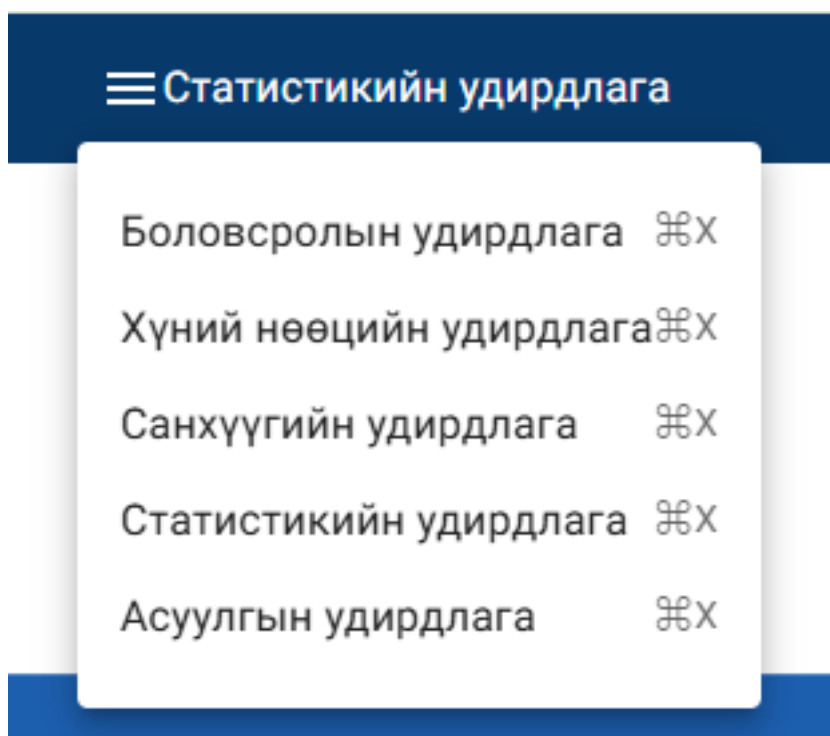 Статистикийн удирдлага
Боловсролын удирдлага ⌘X
Хүний нөөцийн удирдлага⌘X
Санхүүгийн удирдлага ⌘X
Статистикийн удирдлага ⌘X
Асуулгын удирдлага ⌘X